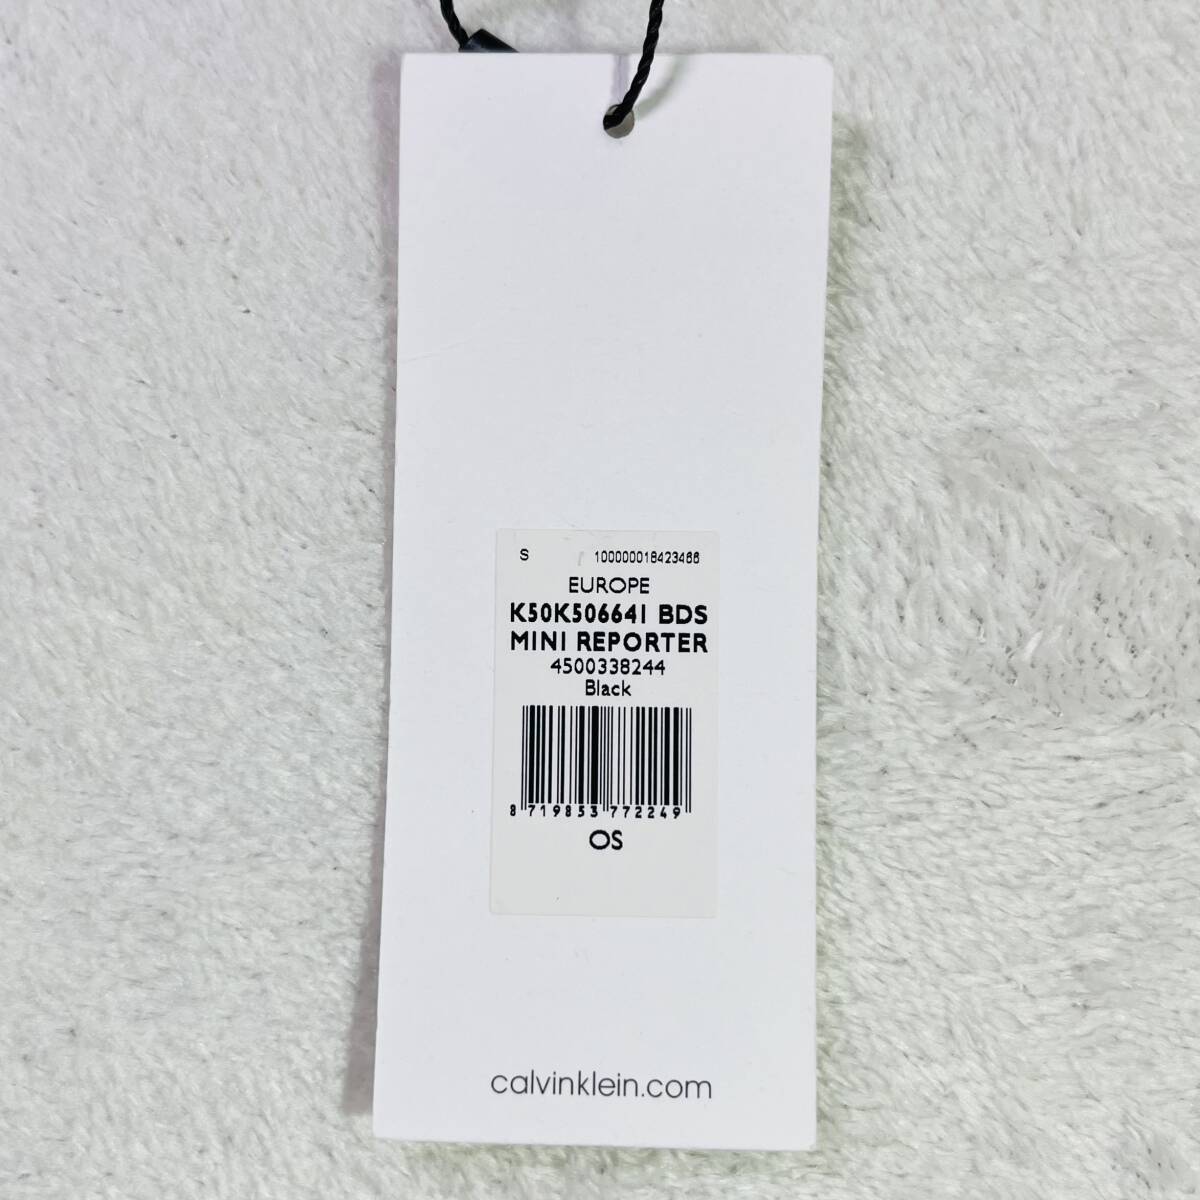 S 100000018423466
EUROPE
K50K506641 BDS
MINI REPORTER
4500338244
Black
8 719853 772249
OS
calvinklein.com